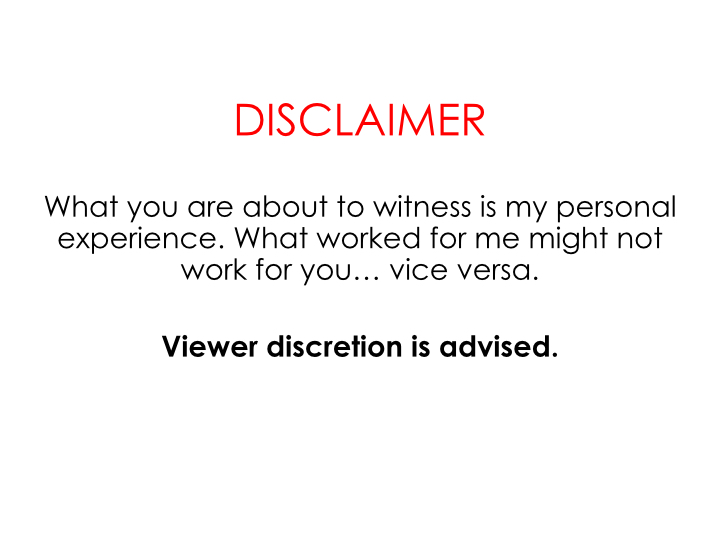 DISCLAIMER
What you are about to witness is my personal
experience. What worked for me might not
work for you… vice versa.
Viewer discretion is advised.